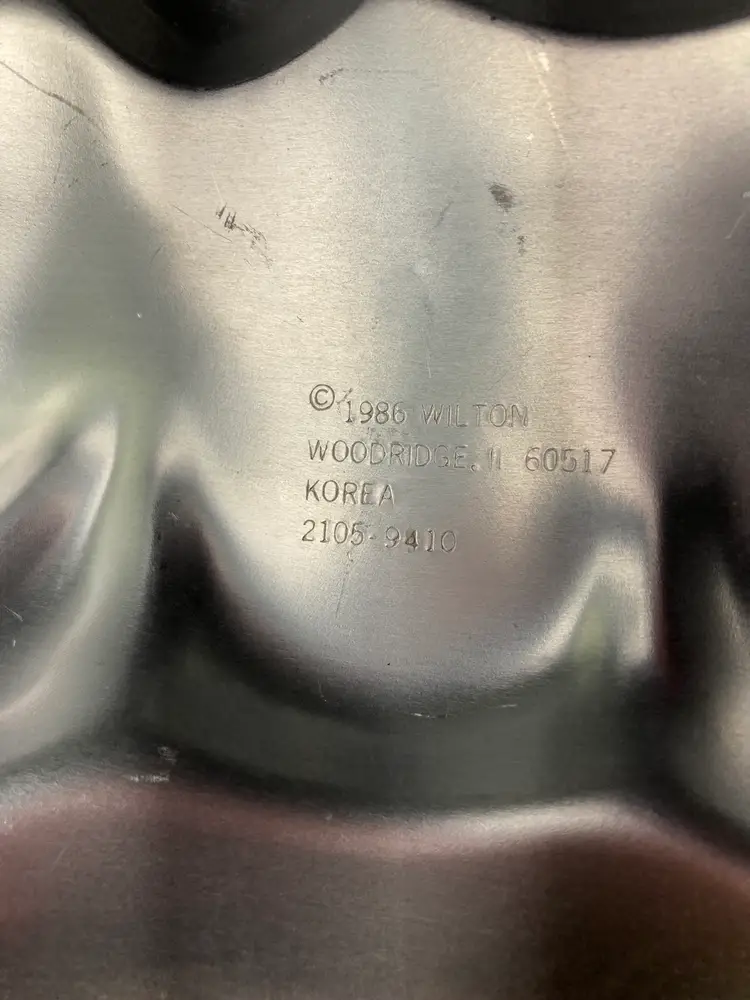 © 1986 WILTON
WOODRIDGE, Il 60517
KOREA
2105-9410